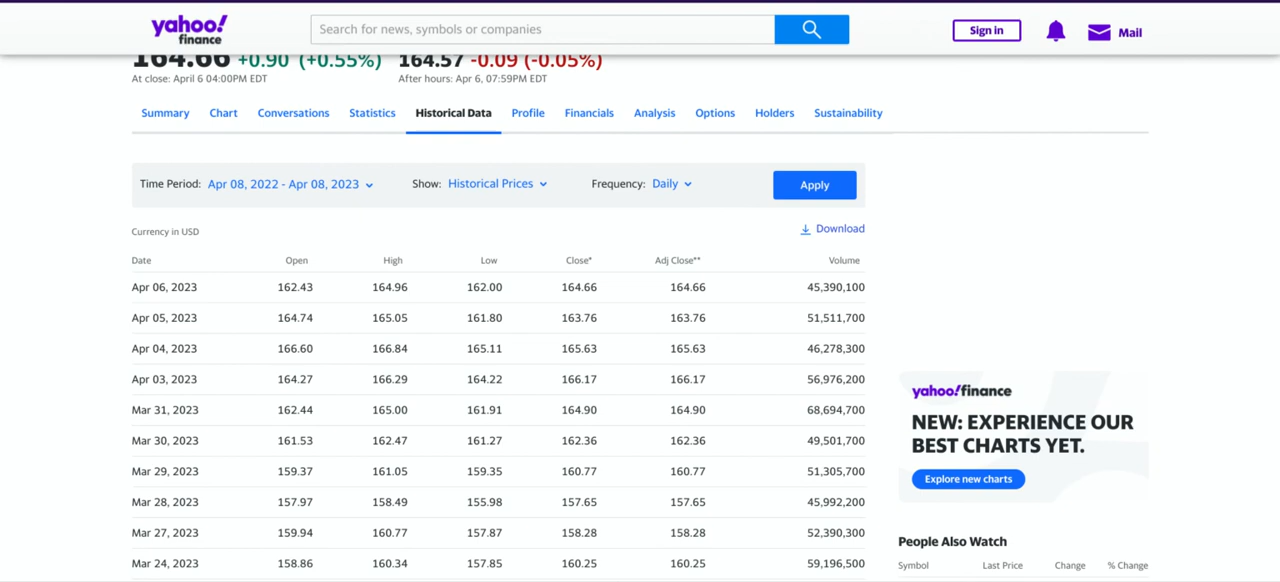 yahoo! finance
Search for news, symbols or companies
Sign in
Mail
164.66 +0.90 (+0.55%) 164.57 -0.09 (-0.05%)
At close: April 6 04:00PM EDT After hours: Apr 6, 07:59PM EDT
Summary Chart Conversations Statistics Historical Data Profile Financials Analysis Options Holders Sustainability
Time Period: Apr 08, 2022 - Apr 08, 2023 Show: Historical Prices Frequency: Daily Apply
Currency in USD Download
Date Open High Low Close* Adj Close** Volume
Apr 06, 2023 162.43 164.96 162.00 164.66 164.66 45,390,100
Apr 05, 2023 164.74 165.05 161.80 163.76 163.76 51,511,700
Apr 04, 2023 166.60 166.84 165.11 165.63 165.63 46,278,300
Apr 03, 2023 164.27 166.29 164.22 166.17 166.17 56,976,200
Mar 31, 2023 162.44 165.00 161.91 164.90 164.90 68,694,700
Mar 30, 2023 161.53 162.47 161.27 162.36 162.36 49,501,700
Mar 29, 2023 159.37 161.05 159.35 160.77 160.77 51,305,700
Mar 28, 2023 157.97 158.49 155.98 157.65 157.65 45,992,200
Mar 27, 2023 159.94 160.77 157.87 158.28 158.28 52,390,300
Mar 24, 2023 158.86 160.34 157.85 160.25 160.25 59,196,500
yahoo!finance
NEW: EXPERIENCE OUR
BEST CHARTS YET.
Explore new charts
People Also Watch
Symbol Last Price Change % Change